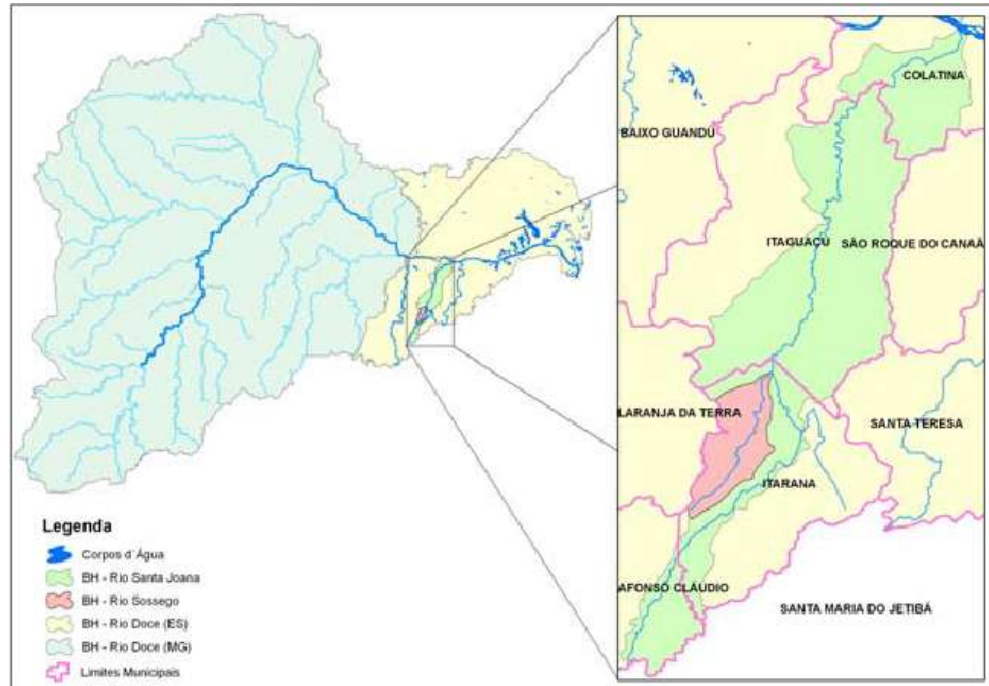 COLATINA
BAIXO GUANDU
ITAGUAÇU
SÃO ROQUE DO CANAÃ
LARANJA DA TERRA
SANTA TERESA
ITARANA
AFONSO CLÁUDIO
SANTA MARIA DO JETIBÁ
Legenda
Corpos d´Água
BH - Rio Santa Joana
BH - Rio Sossego
BH - Rio Doce (ES)
BH - Rio Doce (MG)
Limites Municipais